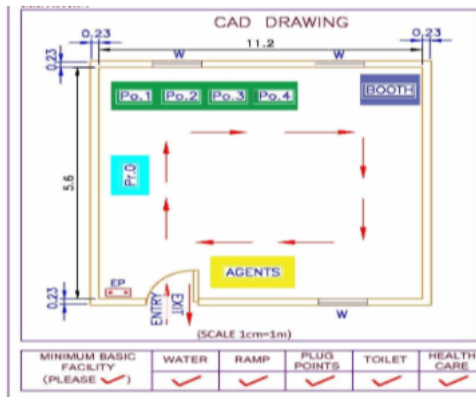 CAD DRAWING
0.23 11.2 0.23
W W
0.23
Po.1 Po.2 Po.3 Po.4 BOOTH
5.6
Pr.0
EP
AGENTS
ENTRY EXIT
0.23
W
(SCALE 1cm=1m)
MINIMUM BASIC FACILITY (PLEASE ✓) WATER RAMP PLUG POINTS TOILET HEALTH CARE
✓ ✓ ✓ ✓ ✓